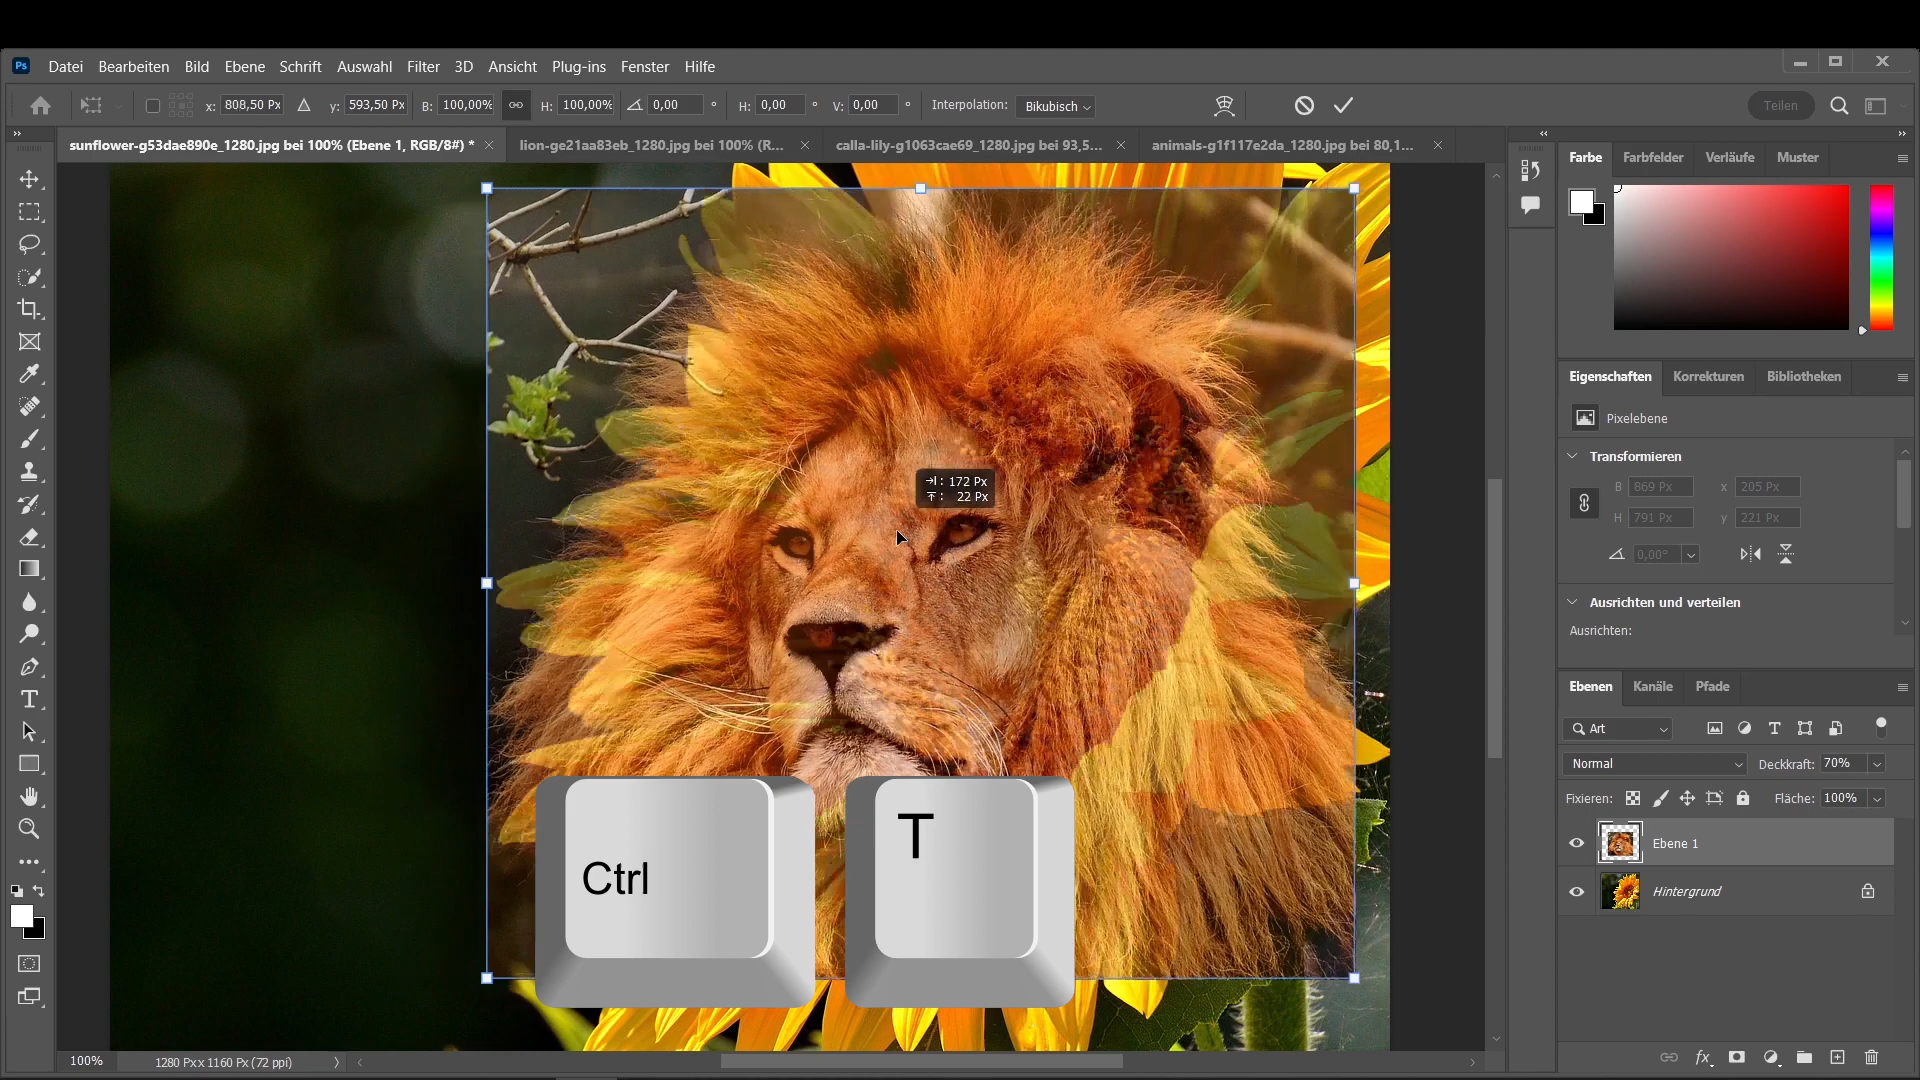 Ps Datei Bearbeiten Bild Ebene Schrift Auswahl Filter 3D Ansicht Plug-ins Fenster Hilfe
x: 808,50 Px y: 593,50 Px B: 100,00% H: 100,00% 0,00 ° H: 0,00 ° V: 0,00 ° Interpolation: Bikubisch Teilen
sunflower-g53dae890e_1280.jpg bei 100% (Ebene 1, RGB/8#) * lion-ge21aa83eb_1280.jpg bei 100% (R... calla-lily-g1063cae69_1280.jpg bei 93,5... animals-g1f117e2da_1280.jpg bei 80,1...
Farbe Farbfelder Verläufe Muster
Eigenschaften Korrekturen Bibliotheken
Pixelebene
Transformieren
B 869 Px x 205 Px
H 791 Px y 221 Px
0,00°
Ausrichten und verteilen
Ausrichten:
: 172 Px
: 22 Px
Ctrl
T
Ebenen Kanäle Pfade
Art
Normal Deckkraft: 70%
Fixieren: Fläche: 100%
Ebene 1
Hintergrund
fx
100% 1280 Px x 1160 Px (72 ppi)